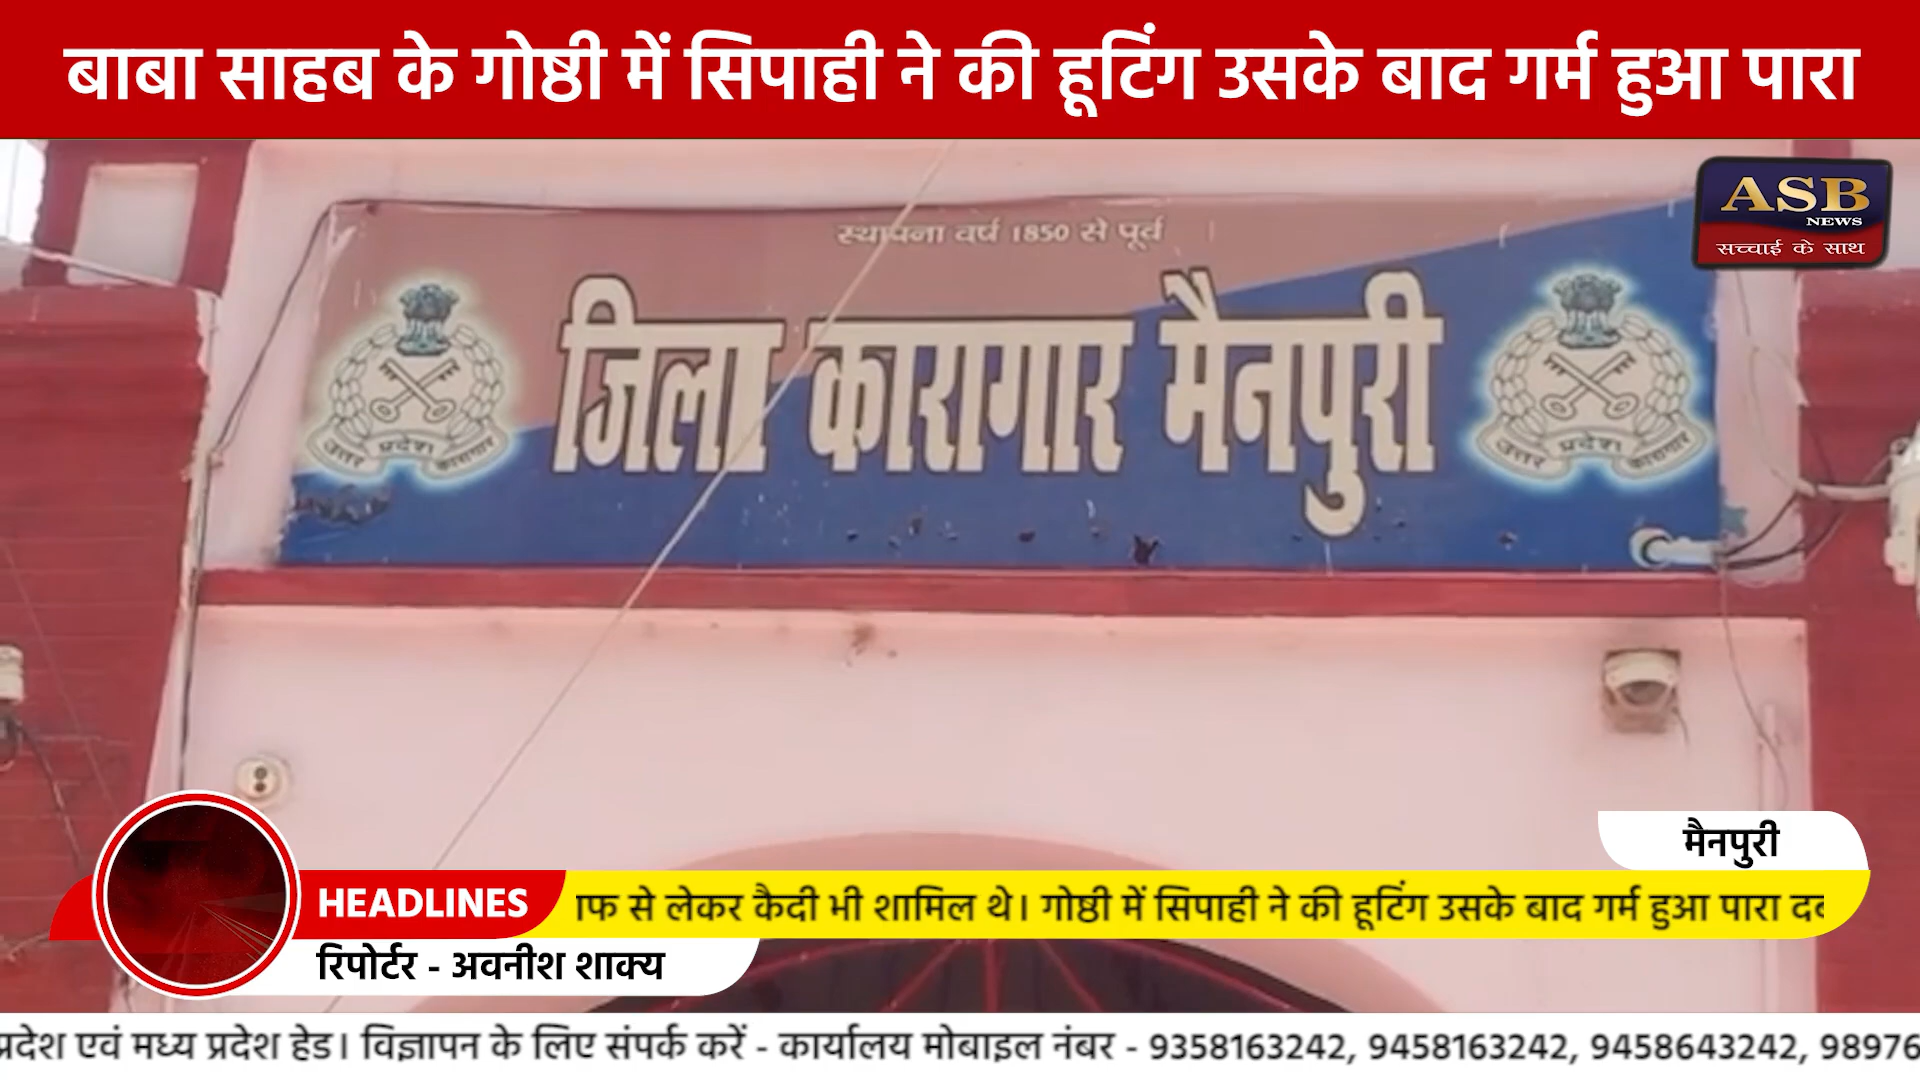 बाबा साहब के गोष्ठी में सिपाही ने की हूटिंग उसके बाद गर्म हुआ पारा
ASB
NEWS
सच्चाई के साथ
स्थापना वर्ष 1850 से पूर्व
जिला कारागार मैनपुरी
उत्तर प्रदेश कारागार
उत्तर प्रदेश कारागार
मैनपुरी
HEADLINES
से लेकर कैदी भी शामिल थे। गोष्ठी में सिपाही ने की हूटिंग उसके बाद गर्म हुआ पारा
रिपोर्टर - अवनीश शाक्य
प्रदेश एवं मध्य प्रदेश हेड। विज्ञापन के लिए संपर्क करें - कार्यालय मोबाइल नंबर - 9358163242, 9458163242, 9458643242, 98976